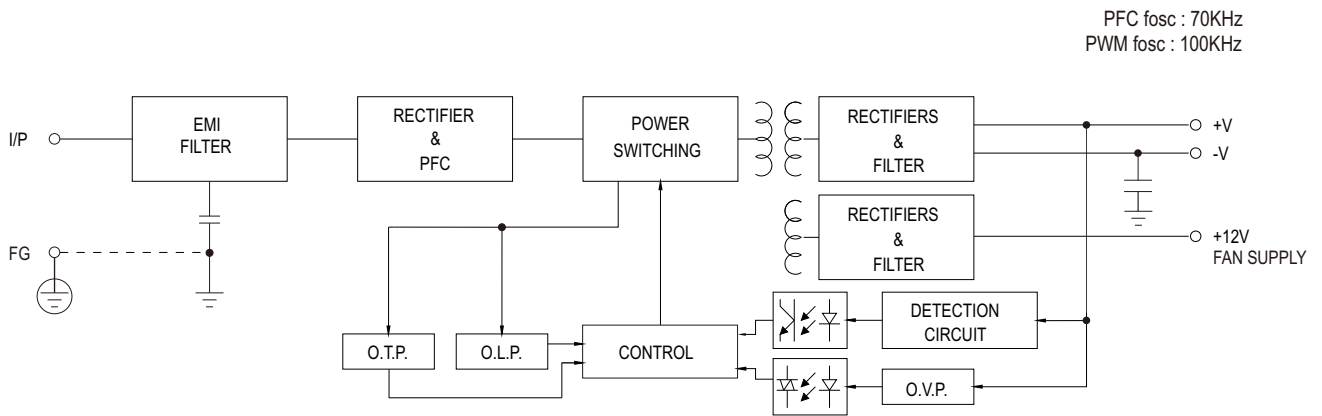 PFC fosc : 70KHz
PWM fosc : 100KHz
I/P
EMI
FILTER
RECTIFIER
&
PFC
POWER
SWITCHING
RECTIFIERS
&
FILTER
+V
-V
RECTIFIERS
&
FILTER
+12V
FAN SUPPLY
FG
DETECTION
CIRCUIT
O.T.P.
O.L.P.
CONTROL
O.V.P.